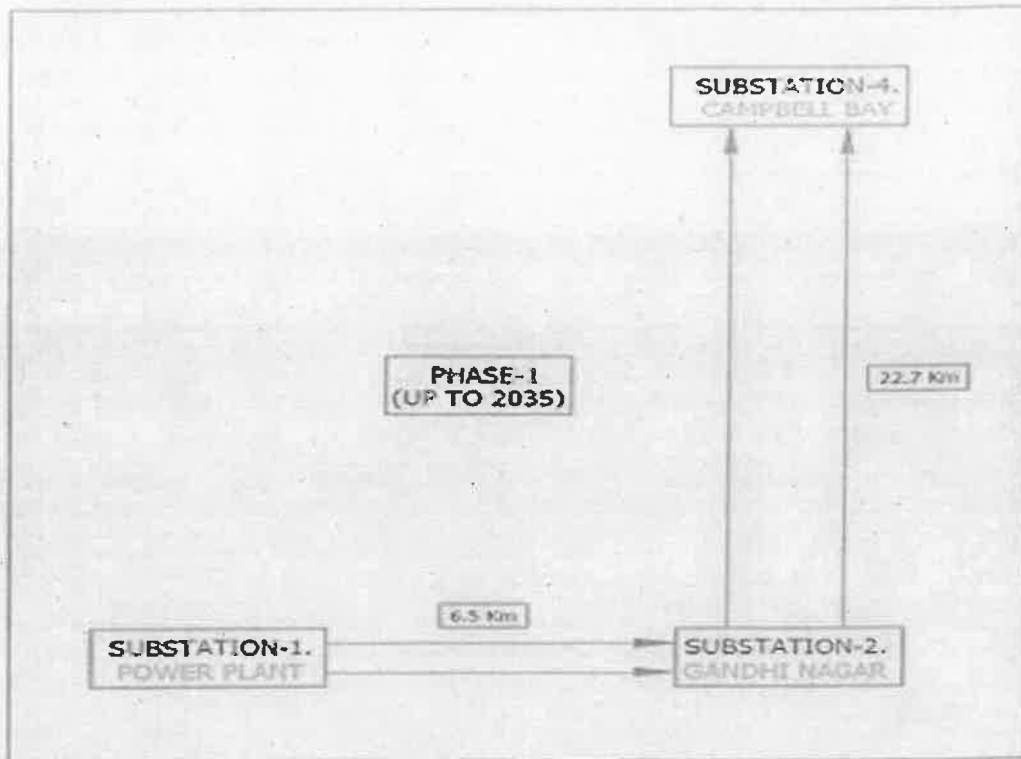 SUBSTATION-4.
CAMPBELL BAY
PHASE-1
(UP TO 2035)
22.7 Km
6.5 Km
SUBSTATION-1.
POWER PLANT
SUBSTATION-2.
GANDHI NAGAR